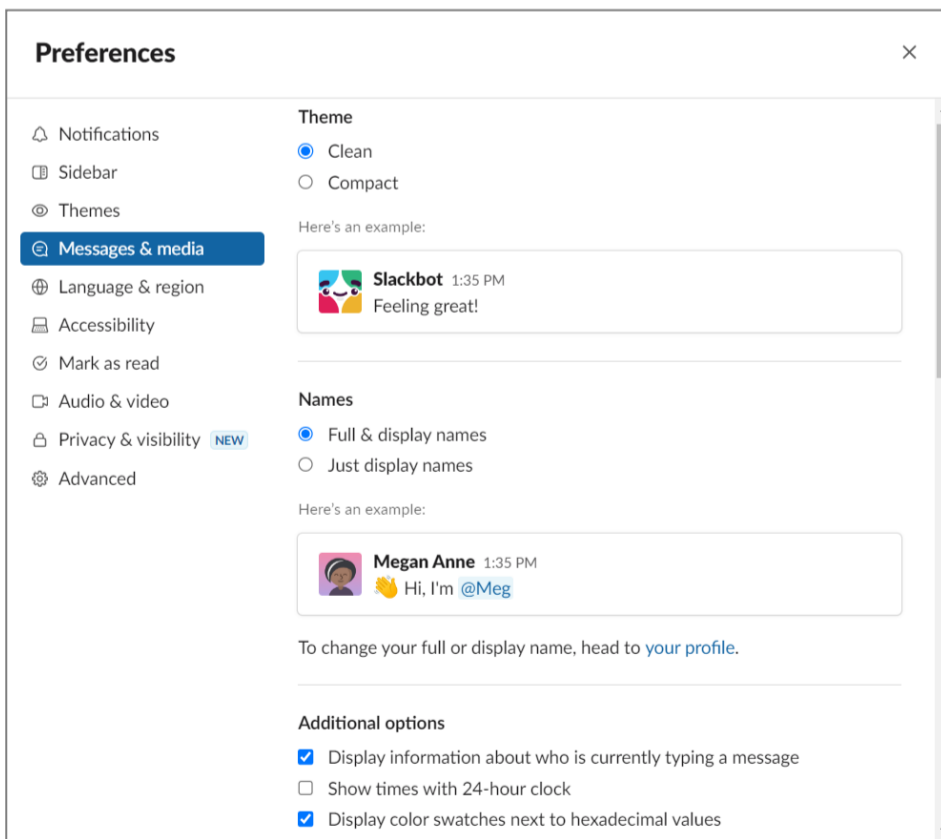 Preferences
Notifications
Sidebar
Themes
Messages & media
Language & region
Accessibility
Mark as read
Audio & video
Privacy & visibility NEW
Advanced
Theme
Clean
Compact
Here's an example:
Slackbot 1:35 PM
Feeling great!
Names
Full & display names
Just display names
Here's an example:
Megan Anne 1:35 PM
👋 Hi, I'm @Meg
To change your full or display name, head to your profile.
Additional options
Display information about who is currently typing a message
Show times with 24-hour clock
Display color swatches next to hexadecimal values